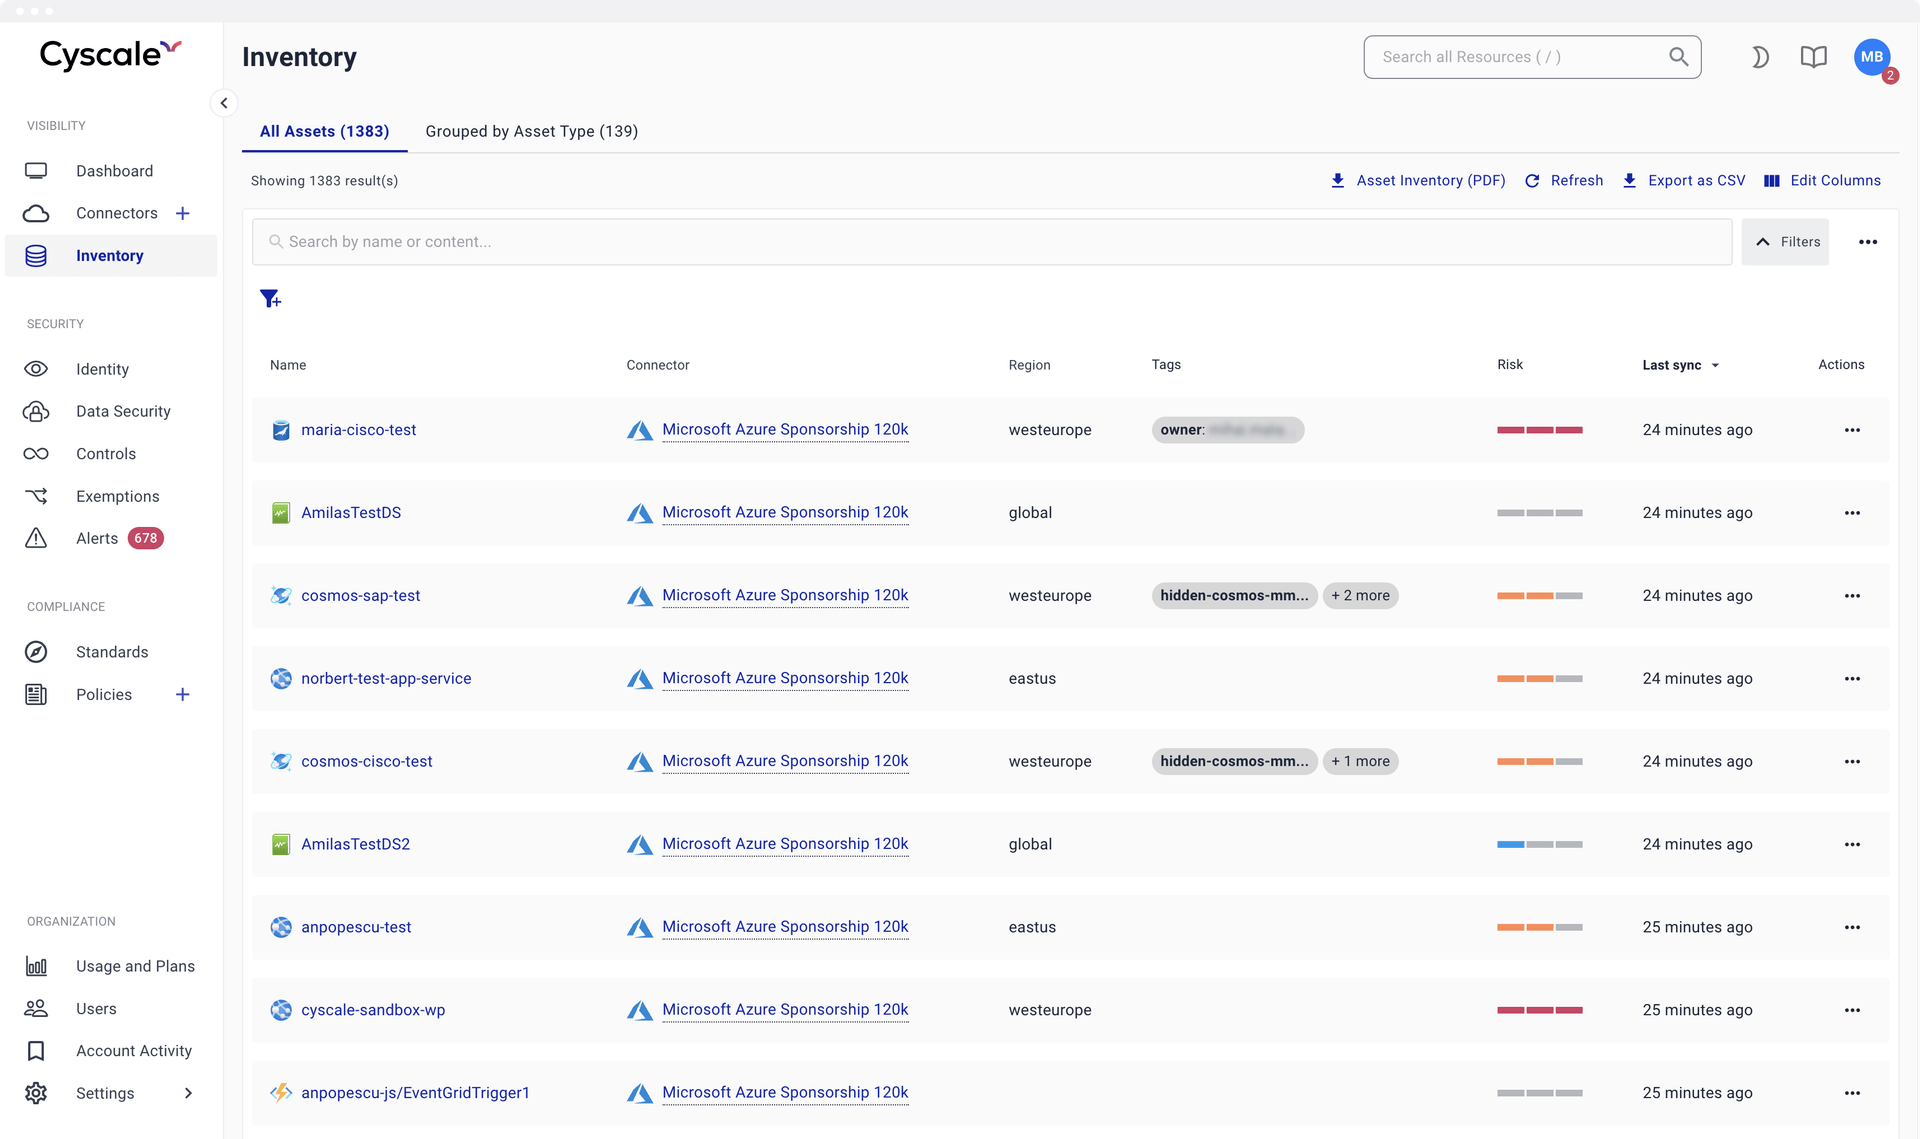 Cyscale
Inventory
Search all Resources ( / )
MB
2
VISIBILITY
Dashboard
Connectors +
Inventory
SECURITY
Identity
Data Security
Controls
Exemptions
Alerts 678
COMPLIANCE
Standards
Policies +
ORGANIZATION
Usage and Plans
Users
Account Activity
Settings
All Assets (1383) Grouped by Asset Type (139)
Showing 1383 result(s) Asset Inventory (PDF) Refresh Export as CSV Edit Columns
Search by name or content... Filters
Name Connector Region Tags Risk Last sync Actions
maria-cisco-test Microsoft Azure Sponsorship 120k westeurope owner: 24 minutes ago
AmilasTestDS Microsoft Azure Sponsorship 120k global 24 minutes ago
cosmos-sap-test Microsoft Azure Sponsorship 120k westeurope hidden-cosmos-mm... + 2 more 24 minutes ago
norbert-test-app-service Microsoft Azure Sponsorship 120k eastus 24 minutes ago
cosmos-cisco-test Microsoft Azure Sponsorship 120k westeurope hidden-cosmos-mm... + 1 more 24 minutes ago
AmilasTestDS2 Microsoft Azure Sponsorship 120k global 24 minutes ago
anpopescu-test Microsoft Azure Sponsorship 120k eastus 25 minutes ago
cyscale-sandbox-wp Microsoft Azure Sponsorship 120k westeurope 25 minutes ago
anpopescu-js/EventGridTrigger1 Microsoft Azure Sponsorship 120k 25 minutes ago